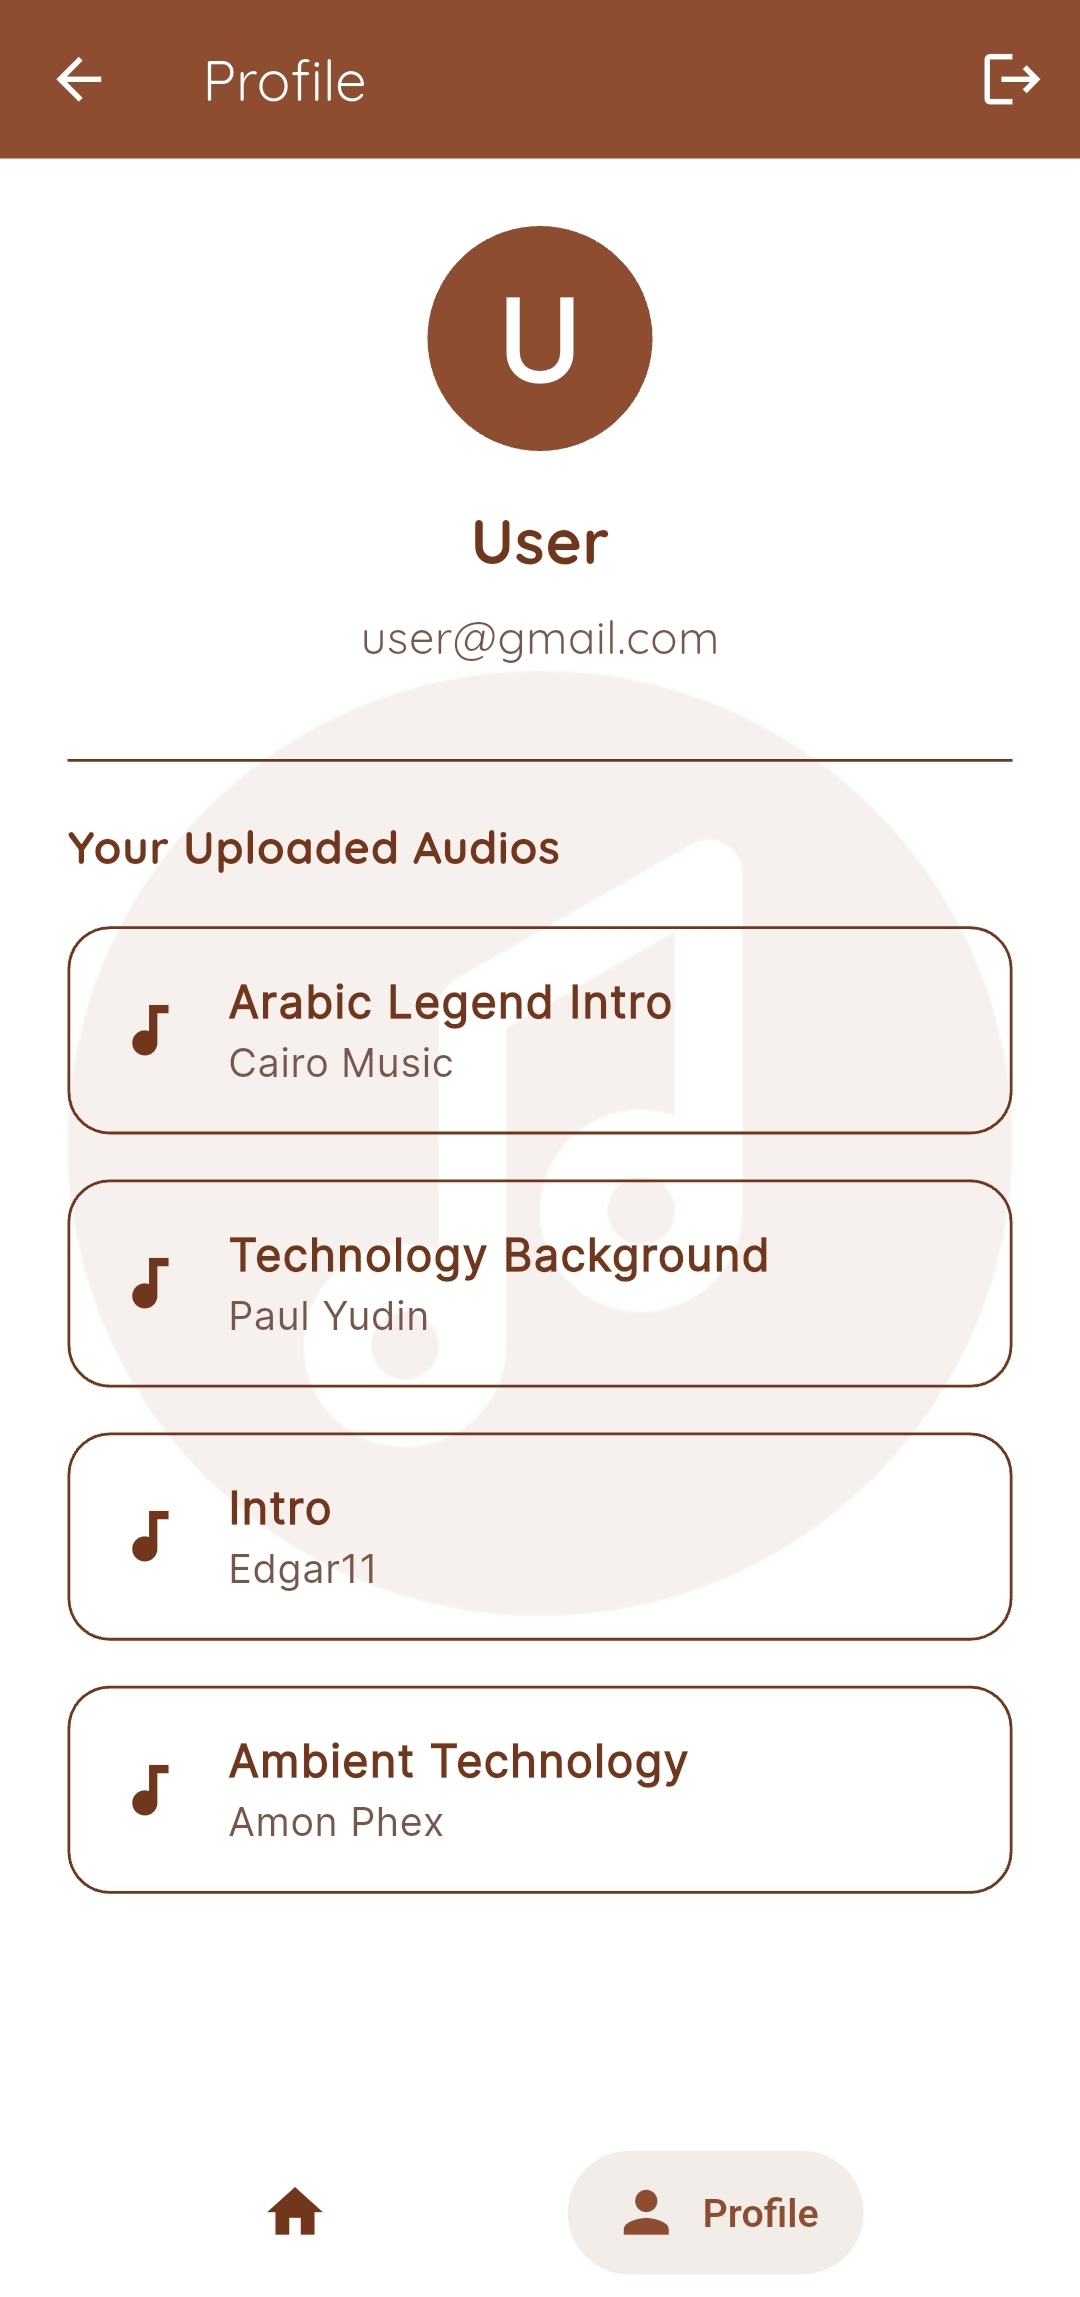 Profile
U
User
user@gmail.com
Your Uploaded Audios
Arabic Legend Intro
Cairo Music
Technology Background
Paul Yudin
Intro
Edgar11
Ambient Technology
Amon Phex
Profile